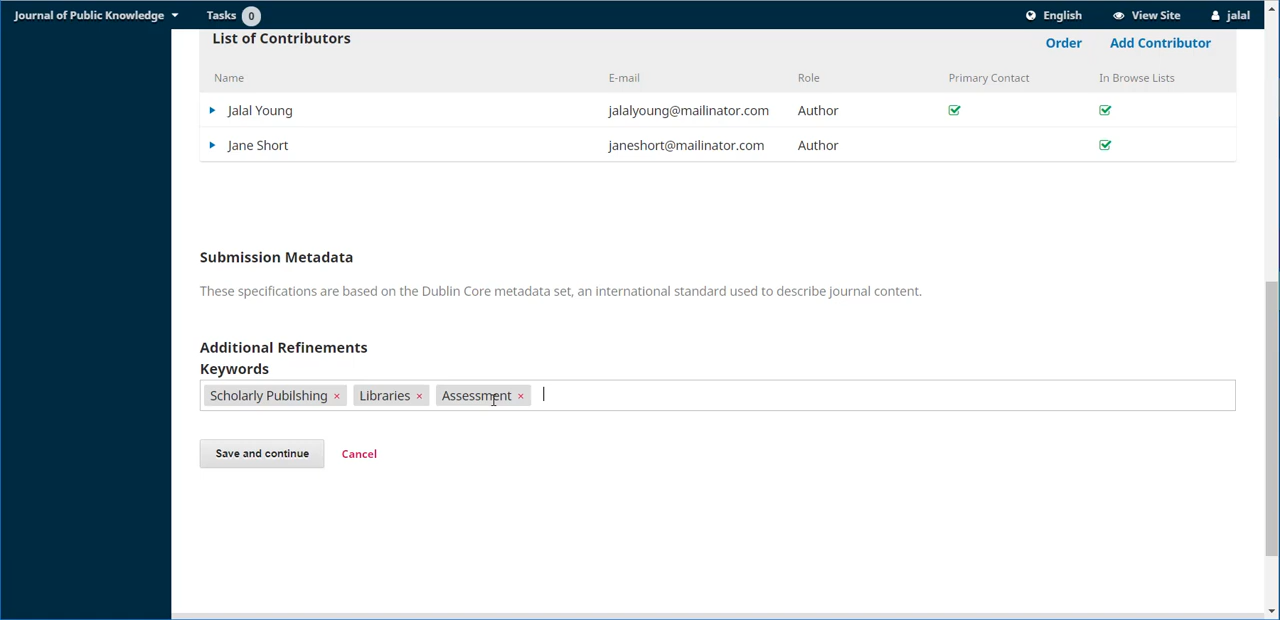 Journal of Public Knowledge Tasks 0 English View Site jalal
List of Contributors Order Add Contributor
Name E-mail Role Primary Contact In Browse Lists
Jalal Young jalalyoung@mailinator.com Author
Jane Short janeshort@mailinator.com Author
Submission Metadata
These specifications are based on the Dublin Core metadata set, an international standard used to describe journal content.
Additional Refinements
Keywords
Scholarly Pubilshing × Libraries × Assessment ×
Save and continue Cancel